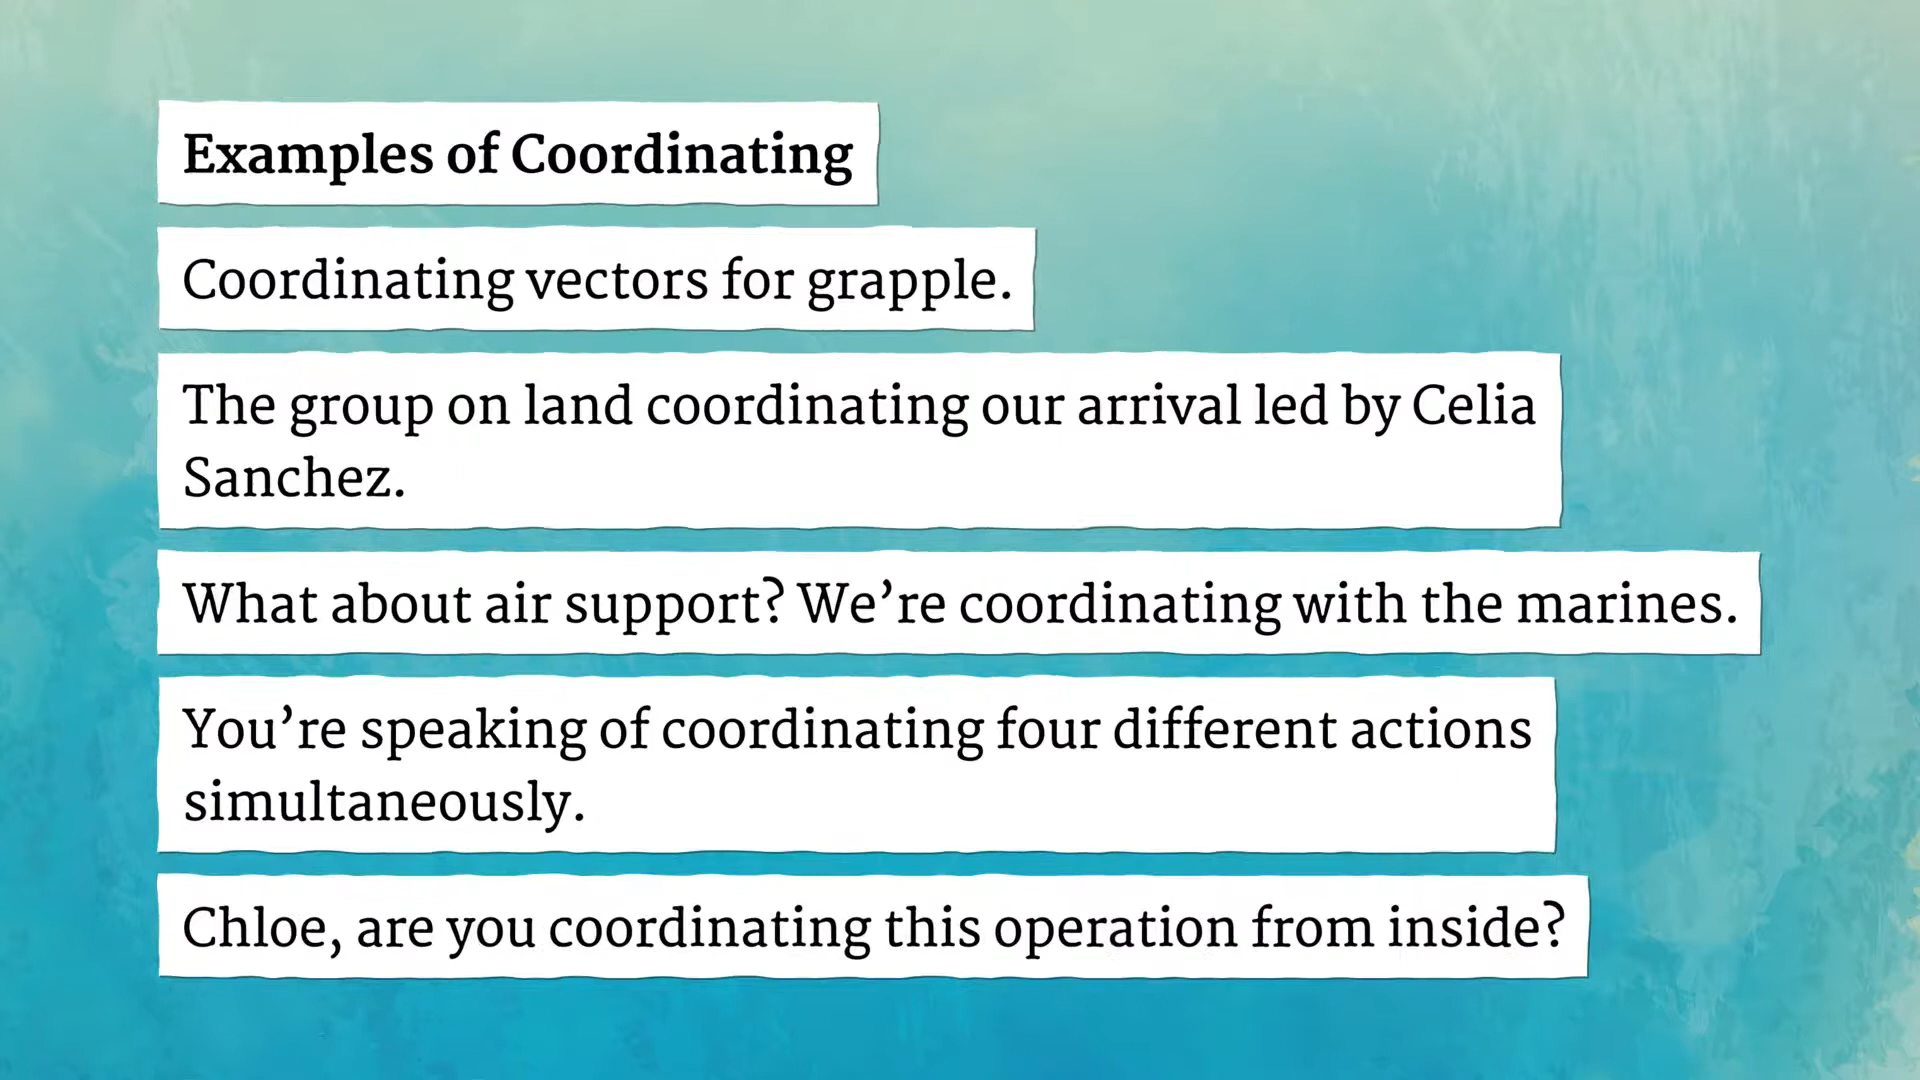 Examples of Coordinating
Coordinating vectors for grapple.
The group on land coordinating our arrival led by Celia
Sanchez.
What about air support? We’re coordinating with the marines.
You’re speaking of coordinating four different actions
simultaneously.
Chloe, are you coordinating this operation from inside?